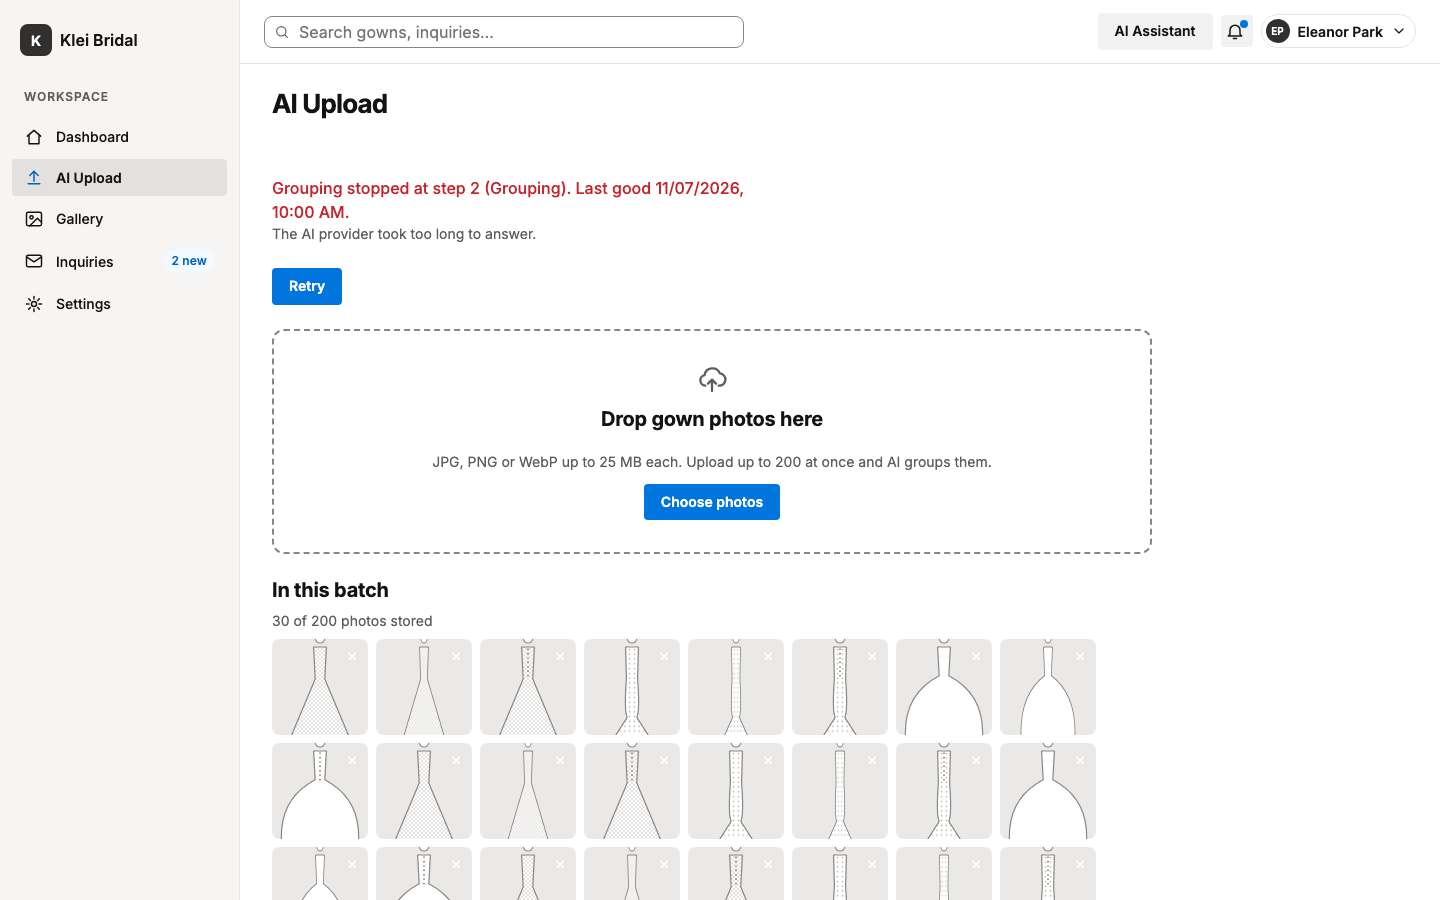 K Klei Bridal
Search gowns, inquiries...
AI Assistant
EP Eleanor Park
WORKSPACE
Dashboard
AI Upload
Gallery
Inquiries 2 new
Settings
AI Upload
Grouping stopped at step 2 (Grouping). Last good 11/07/2026,
10:00 AM.
The AI provider took too long to answer.
Retry
Drop gown photos here
JPG, PNG or WebP up to 25 MB each. Upload up to 200 at once and AI groups them.
Choose photos
In this batch
30 of 200 photos stored